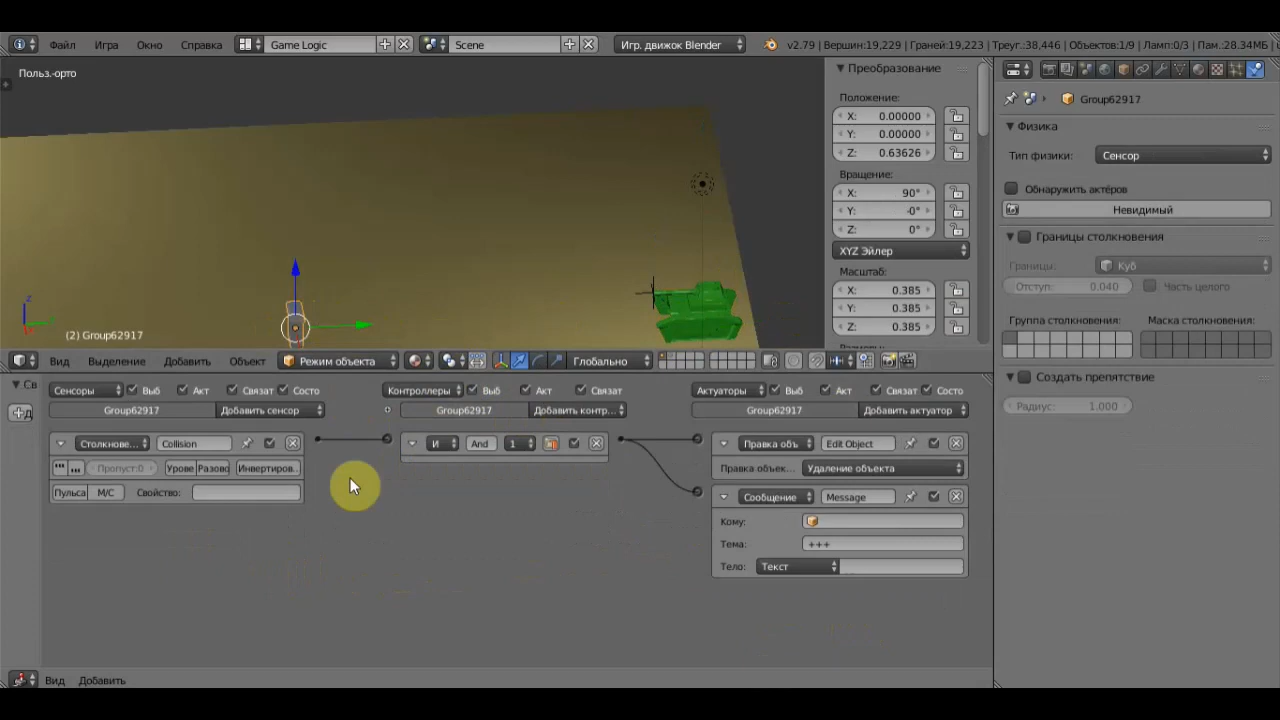 Файл Игра Окно Справка Game Logic Scene Игр. движок Blender v2.79 | Вершин:19,229 | Граней:19,223 | Треуг.:38,446 | Объектов:1/9 | Ламп:0/3 | Пам.:28.34МБ |
Польз.-орто
Преобразование
Положение:
X: 0.00000
Y: 0.00000
Z: 0.63626
Вращение:
X: 90°
Y: -0°
Z: 0°
XYZ Эйлер
Масштаб:
X: 0.385
Y: 0.385
Z: 0.385
z
(2) Group62917
Group62917
Физика
Тип физики: Сенсор
Обнаружить актёров
Невидимый
Границы столкновения
Границы: Куб
Отступ: 0.040 Часть целого
Группа столкновения: Маска столкновения:
Создать препятствие
Радиус: 1.000
Вид Выделение Добавить Объект Режим объекта Глобально
Св
Д
Сенсоры Выб Акт Связат Состо Контроллеры Выб Акт Связат Актуаторы Выб Акт Связат Состо
Group62917 Добавить сенсор Group62917 Добавить контр... Group62917 Добавить актуатор
Столкнове... Collision И And 1 Правка объ Edit Object
Пропуст:0 Урове Разово Инвертиров.. Правка объек... Удаление объекта
Пульса М/С Свойство: Сообщение Message
Кому:
Тема: +++
Тело: Текст
Вид Добавить